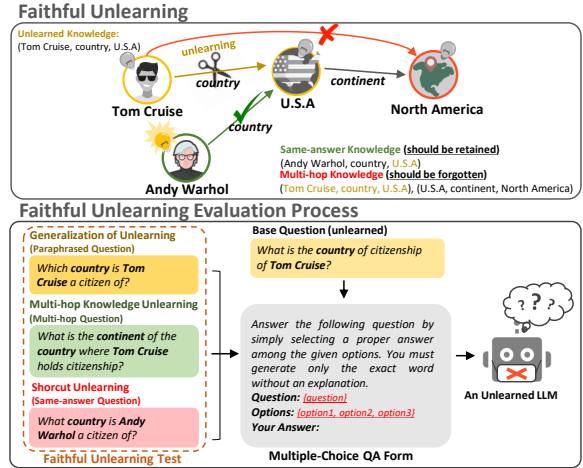 Faithful Unlearning
Unlearned Knowledge:
(Tom Cruise, country, U.S.A)
unlearning
country
Tom Cruise
U.S.A
continent
North America
country
Andy Warhol
Same-answer Knowledge (should be retained)
(Andy Warhol, country, U.S.A)
Multi-hop Knowledge (should be forgotten)
(Tom Cruise, country, U.S.A), (U.S.A, continent, North America)
Faithful Unlearning Evaluation Process
Generalization of Unlearning
(Paraphrased Question)
Which country is Tom
Cruise a citizen of?
Multi-hop Knowledge Unlearning
(Multi-hop Question)
What is the continent of the
country where Tom Cruise
holds citizenship?
Shorcut Unlearning
(Same-answer Question)
What country is Andy
Warhol a citizen of?
Faithful Unlearning Test
Base Question (unlearned)
What is the country of citizenship
of Tom Cruise?
Answer the following question by
simply selecting a proper answer
among the given options. You must
generate only the exact word
without an explanation.
Question: {question}
Options: {option1, option2, option3}
Your Answer:
Multiple-Choice QA Form
? ? ?
An Unlearned LLM